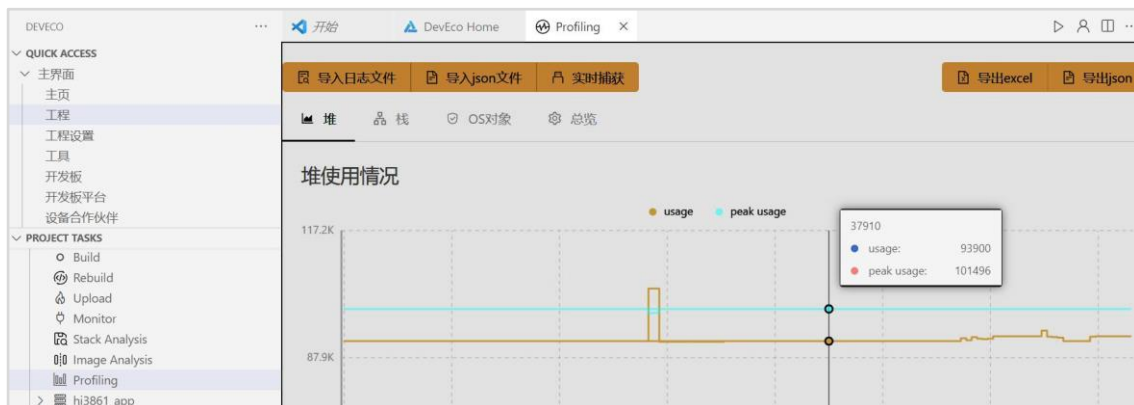 DEVECO
开始
DevEco Home
Profiling
QUICK ACCESS
主界面
主页
工程
工程设置
工具
开发板
开发板平台
设备合作伙伴
PROJECT TASKS
Build
Rebuild
Upload
Monitor
Stack Analysis
Image Analysis
Profiling
hi3861_app
导入日志文件 导入json文件 实时捕获 导出excel 导出json
堆 栈 OS对象 总览
堆使用情况
usage peak usage
117.2K
37910
usage: 93900
peak usage: 101496
87.9K